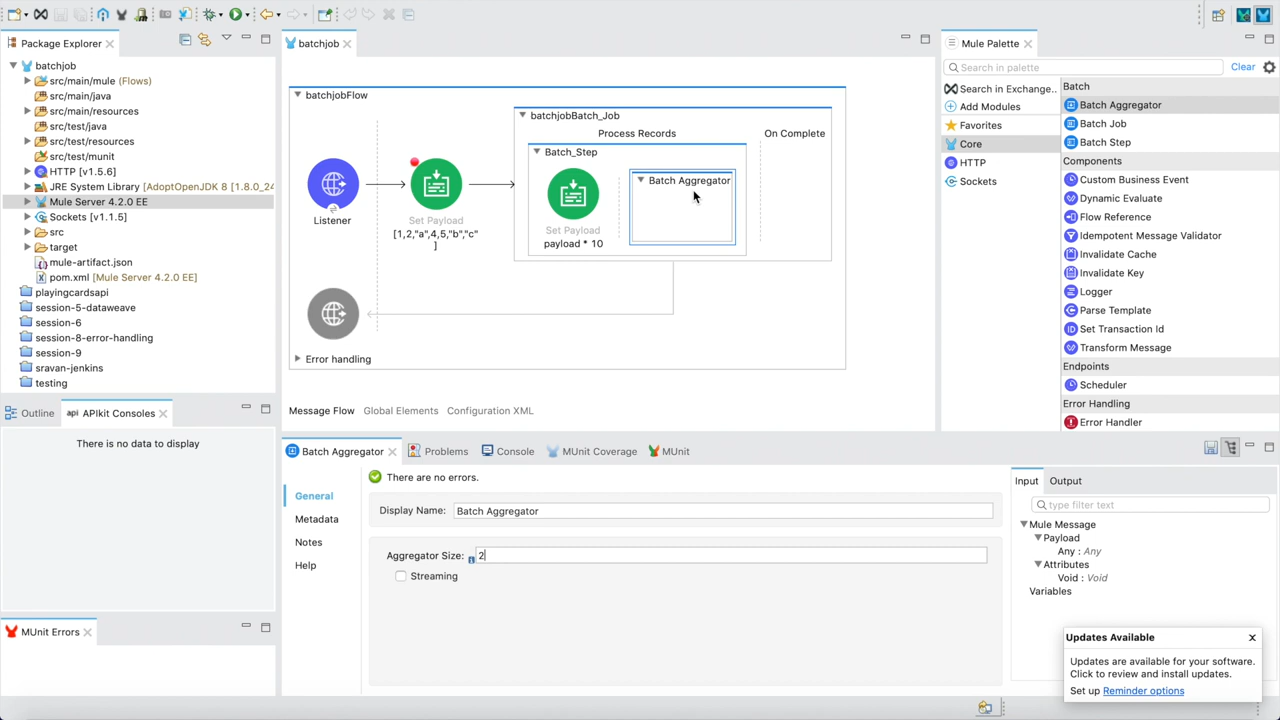 Package Explorer
batchjob
src/main/mule (Flows)
src/main/java
src/main/resources
src/test/java
src/test/resources
src/test/munit
HTTP [v1.5.6]
JRE System Library [AdoptOpenJDK 8 [1.8.0_24
Mule Server 4.2.0 EE
Sockets [v1.1.5]
src
target
mule-artifact.json
pom.xml [Mule Server 4.2.0 EE]
playingcardsapi
session-5-dataweave
session-6
session-8-error-handling
session-9
sravan-jenkins
testing
Outline
api APIkit Consoles
There is no data to display
MUnit Errors
batchjob
batchjobFlow
batchjobBatch_Job
Process Records
On Complete
Batch_Step
Batch Aggregator
Listener
Set Payload
[1,2,"a",4,5,"b","c"
]
Set Payload
payload * 10
Error handling
Message Flow
Global Elements
Configuration XML
Mule Palette
Search in palette
Clear
Search in Exchange..
Add Modules
Favorites
Core
HTTP
Sockets
Batch
Batch Aggregator
Batch Job
Batch Step
Components
Custom Business Event
Dynamic Evaluate
Flow Reference
Idempotent Message Validator
Invalidate Cache
Invalidate Key
Logger
Parse Template
Set Transaction Id
Transform Message
Endpoints
Scheduler
Error Handling
Error Handler
Batch Aggregator
Problems
Console
MUnit Coverage
MUnit
There are no errors.
General
Metadata
Notes
Help
Display Name: Batch Aggregator
Aggregator Size: 2
Streaming
Input
Output
type filter text
Mule Message
Payload
Any : Any
Attributes
Void : Void
Variables
Updates Available
Updates are available for your software.
Click to review and install updates.
Set up Reminder options